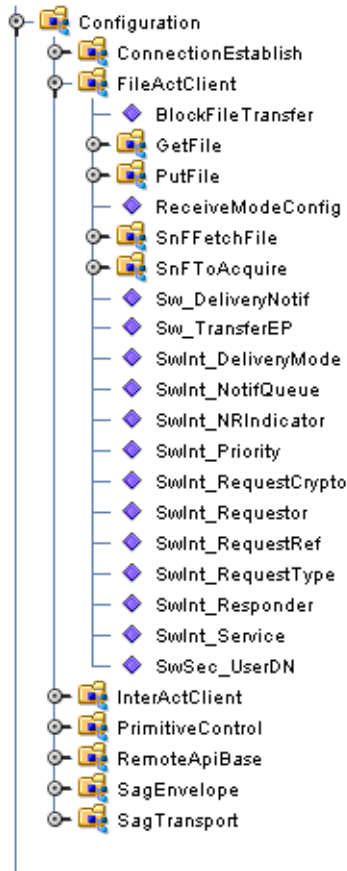 Configuration
ConnectionEstablish
FileActClient
BlockFileTransfer
GetFile
PutFile
ReceiveModeConfig
SnFFetchFile
SnFToAcquire
Sw_DeliveryNotif
Sw_TransferEP
SwInt_DeliveryMode
SwInt_NotifQueue
SwInt_NRIndicator
SwInt_Priority
SwInt_RequestCrypto
SwInt_Requestor
SwInt_RequestRef
SwInt_RequestType
SwInt_Responder
SwInt_Service
SwSec_UserDN
InterActClient
PrimitiveControl
RemoteApiBase
SagEnvelope
SagTransport